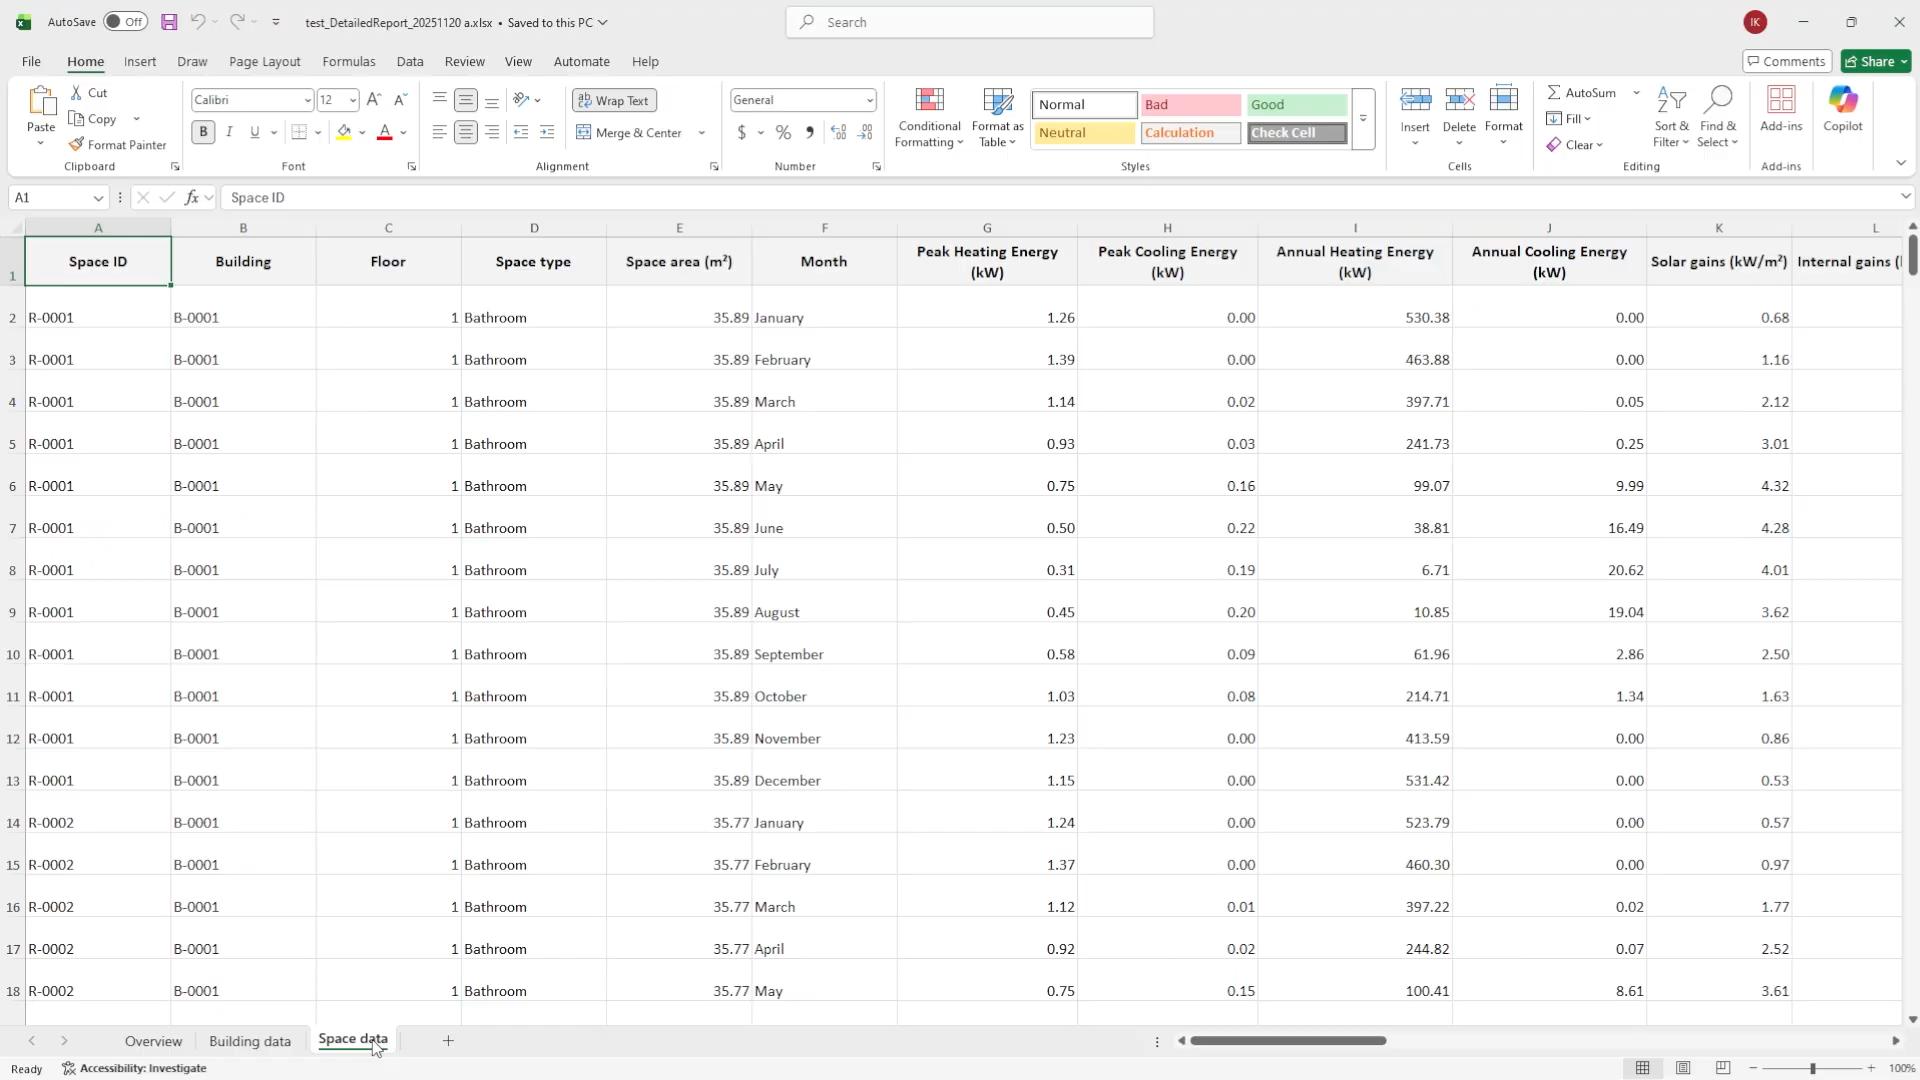 AutoSave Off test_DetailedReport_20251120 a.xlsx • Saved to this PC Search IK
File Home Insert Draw Page Layout Formulas Data Review View Automate Help Comments Share
Paste Cut Copy Format Painter Clipboard
Calibri 12 B I U A Font
Wrap Text Merge & Center Alignment
General $ % Number
Conditional Formatting Format as Table
Normal Bad Good
Neutral Calculation Check Cell
Styles
Insert Delete Format Cells
AutoSum Fill Clear Sort & Filter Find & Select Editing
Add-ins Add-ins
Copilot
A1 fx Space ID
A B C D E F G H I J K L
1 Space ID Building Floor Space type Space area (m²) Month Peak Heating Energy (kW) Peak Cooling Energy (kW) Annual Heating Energy (kW) Annual Cooling Energy (kW) Solar gains (kW/m²) Internal gains (
2 R-0001 B-0001 1 Bathroom 35.89 January 1.26 0.00 530.38 0.00 0.68
3 R-0001 B-0001 1 Bathroom 35.89 February 1.39 0.00 463.88 0.00 1.16
4 R-0001 B-0001 1 Bathroom 35.89 March 1.14 0.02 397.71 0.05 2.12
5 R-0001 B-0001 1 Bathroom 35.89 April 0.93 0.03 241.73 0.25 3.01
6 R-0001 B-0001 1 Bathroom 35.89 May 0.75 0.16 99.07 9.99 4.32
7 R-0001 B-0001 1 Bathroom 35.89 June 0.50 0.22 38.81 16.49 4.28
8 R-0001 B-0001 1 Bathroom 35.89 July 0.31 0.19 6.71 20.62 4.01
9 R-0001 B-0001 1 Bathroom 35.89 August 0.45 0.20 10.85 19.04 3.62
10 R-0001 B-0001 1 Bathroom 35.89 September 0.58 0.09 61.96 2.86 2.50
11 R-0001 B-0001 1 Bathroom 35.89 October 1.03 0.08 214.71 1.34 1.63
12 R-0001 B-0001 1 Bathroom 35.89 November 1.23 0.00 413.59 0.00 0.86
13 R-0001 B-0001 1 Bathroom 35.89 December 1.15 0.00 531.42 0.00 0.53
14 R-0002 B-0001 1 Bathroom 35.77 January 1.24 0.00 523.79 0.00 0.57
15 R-0002 B-0001 1 Bathroom 35.77 February 1.37 0.00 460.30 0.00 0.97
16 R-0002 B-0001 1 Bathroom 35.77 March 1.12 0.01 397.22 0.02 1.77
17 R-0002 B-0001 1 Bathroom 35.77 April 0.92 0.02 244.82 0.07 2.52
18 R-0002 B-0001 1 Bathroom 35.77 May 0.75 0.15 100.41 8.61 3.61
Overview Building data Space data
Ready Accessibility: Investigate 100%